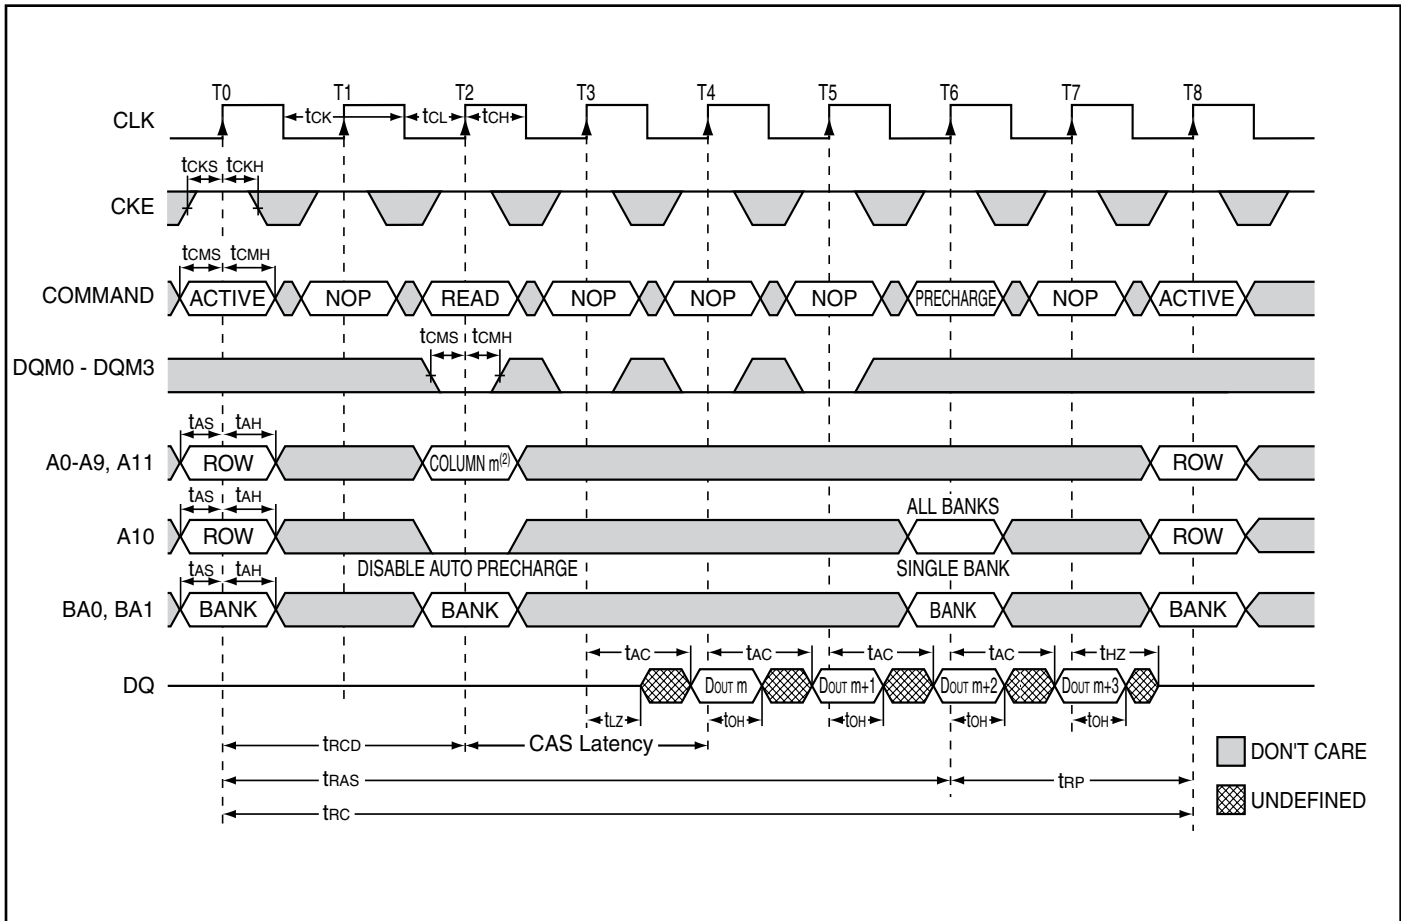 T0 T1 T2 T3 T4 T5 T6 T7 T8
CLK
tCK tCL tCH
tCKS tCKH
CKE
tCMS tCMH
COMMAND ACTIVE NOP READ NOP NOP NOP PRECHARGE NOP ACTIVE
tCMS tCMH
DQM0 - DQM3
tAS tAH
A0-A9, A11 ROW COLUMN m(2) ROW
tAS tAH ALL BANKS
A10 ROW ROW
DISABLE AUTO PRECHARGE SINGLE BANK
tAS tAH
BA0, BA1 BANK BANK BANK BANK
tAC tAC tAC tAC tHZ
DQ DOUT m DOUT m+1 DOUT m+2 DOUT m+3
tLZ tOH tOH tOH tOH
tRCD CAS Latency
DON'T CARE
tRAS tRP
UNDEFINED
tRC